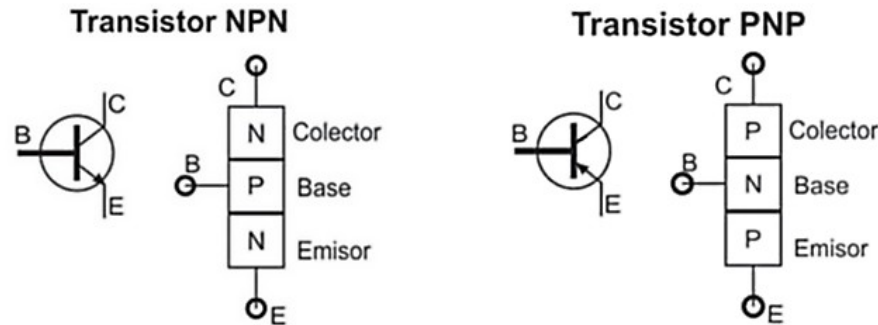 Transistor NPN
C
B
E
C
N
Colector
B
P
Base
N
Emisor
E
Transistor PNP
C
B
E
C
P
Colector
B
N
Base
P
Emisor
E